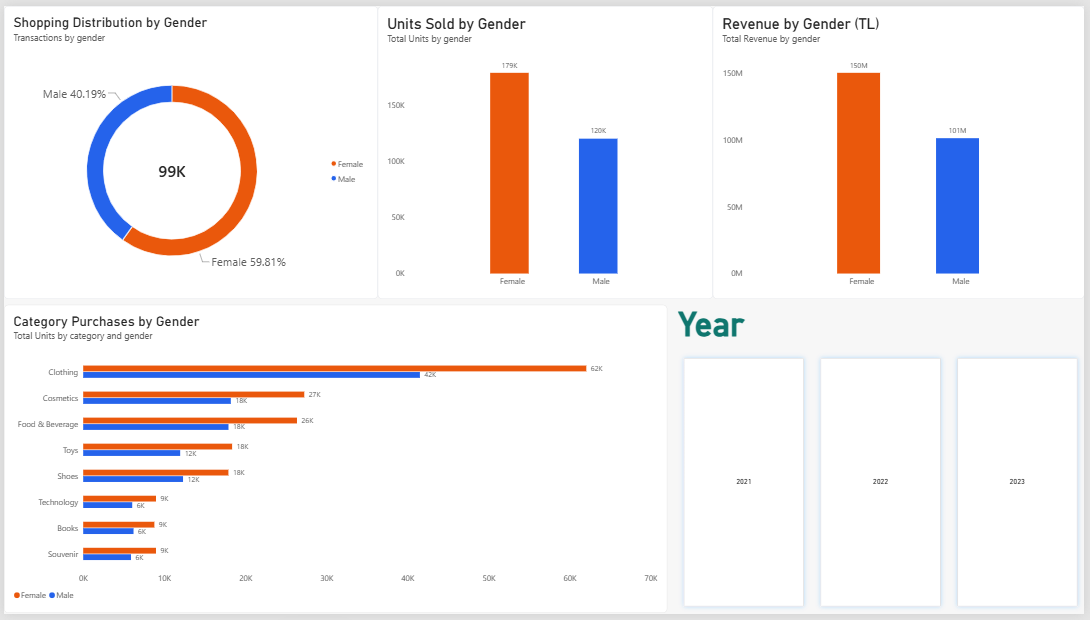 Shopping Distribution by Gender
Transactions by gender
Male 40.19%
99K
Female 59.81%
Female
Male
Units Sold by Gender
Total Units by gender
179K
120K
150K
100K
50K
0K
Female
Male
Revenue by Gender (TL)
Total Revenue by gender
150M
101M
150M
100M
50M
0M
Female
Male
Category Purchases by Gender
Total Units by category and gender
Clothing
62K
42K
Cosmetics
27K
18K
Food & Beverage
26K
18K
Toys
18K
12K
Shoes
18K
12K
Technology
9K
6K
Books
9K
6K
Souvenir
9K
6K
0K 10K 20K 30K 40K 50K 60K 70K
Female Male
Year
2021
2022
2023